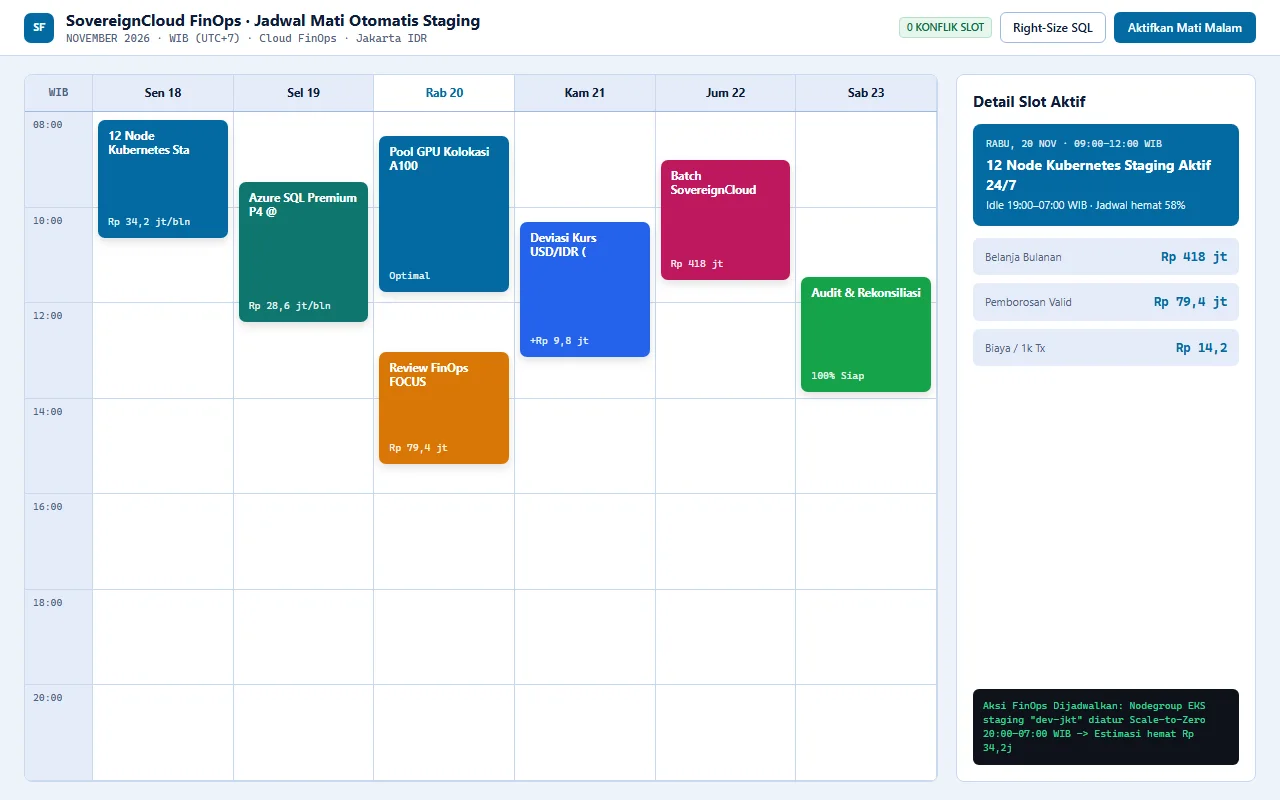 SF
SovereignCloud FinOps · Jadwal Mati Otomatis Staging
NOVEMBER 2026 · WIB (UTC+7) · Cloud FinOps · Jakarta IDR
0 KONFLIK SLOT
Right-Size SQL
Aktifkan Mati Malam
WIB
Sen 18
Sel 19
Rab 20
Kam 21
Jum 22
Sab 23
08:00
10:00
12:00
14:00
16:00
18:00
20:00
12 Node
Kubernetes Sta
Rp 34,2 jt/bln
Azure SQL Premium
P4 @
Rp 28,6 jt/bln
Pool GPU Kolokasi
A100
Optimal
Review FinOps
FOCUS
Rp 79,4 jt
Deviasi Kurs
USD/IDR (
+Rp 9,8 jt
Batch
SovereignCloud
Rp 418 jt
Audit & Rekonsiliasi
100% Siap
Detail Slot Aktif
RABU, 20 NOV · 09:00–12:00 WIB
12 Node Kubernetes Staging Aktif
24/7
Idle 19:00–07:00 WIB · Jadwal hemat 58%
Belanja Bulanan
Rp 418 jt
Pemborosan Valid
Rp 79,4 jt
Biaya / 1k Tx
Rp 14,2
Aksi FinOps Dijadwalkan: Nodegroup EKS
staging "dev-jkt" diatur Scale-to-Zero
20:00–07:00 WIB -> Estimasi hemat Rp
34,2j